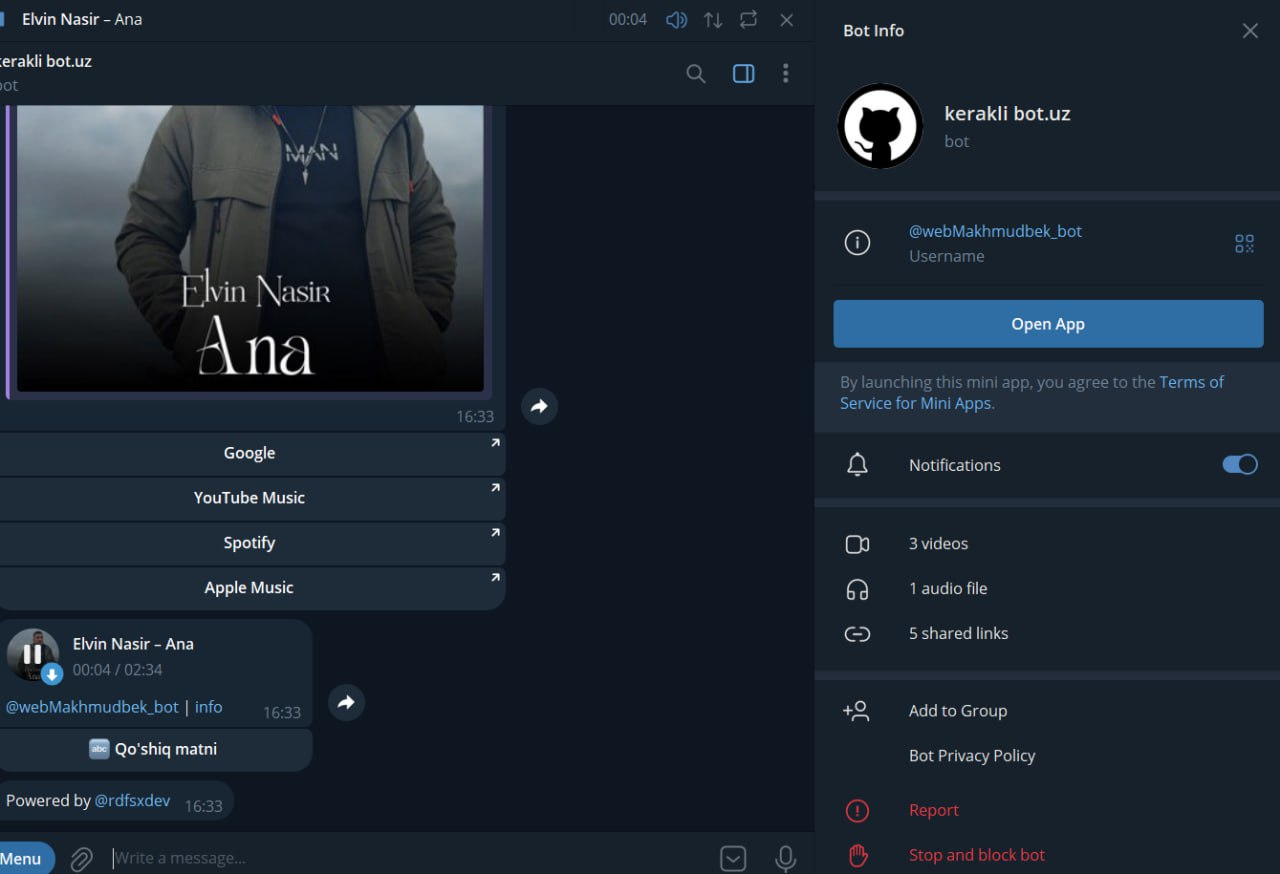 Elvin Nasir – Ana
00:04
kerakli bot.uz
bot
MAN
Elvin Nasir
Ana
16:33
Google
YouTube Music
Spotify
Apple Music
Elvin Nasir – Ana
00:04 / 02:34
@webMakhmudbek_bot | info
16:33
abc Qo'shiq matni
Powered by @rdfsxdev
16:33
Menu
Write a message...
Bot Info
kerakli bot.uz
bot
@webMakhmudbek_bot
Username
Open App
By launching this mini app, you agree to the Terms of
Service for Mini Apps.
Notifications
3 videos
1 audio file
5 shared links
Add to Group
Bot Privacy Policy
Report
Stop and block bot